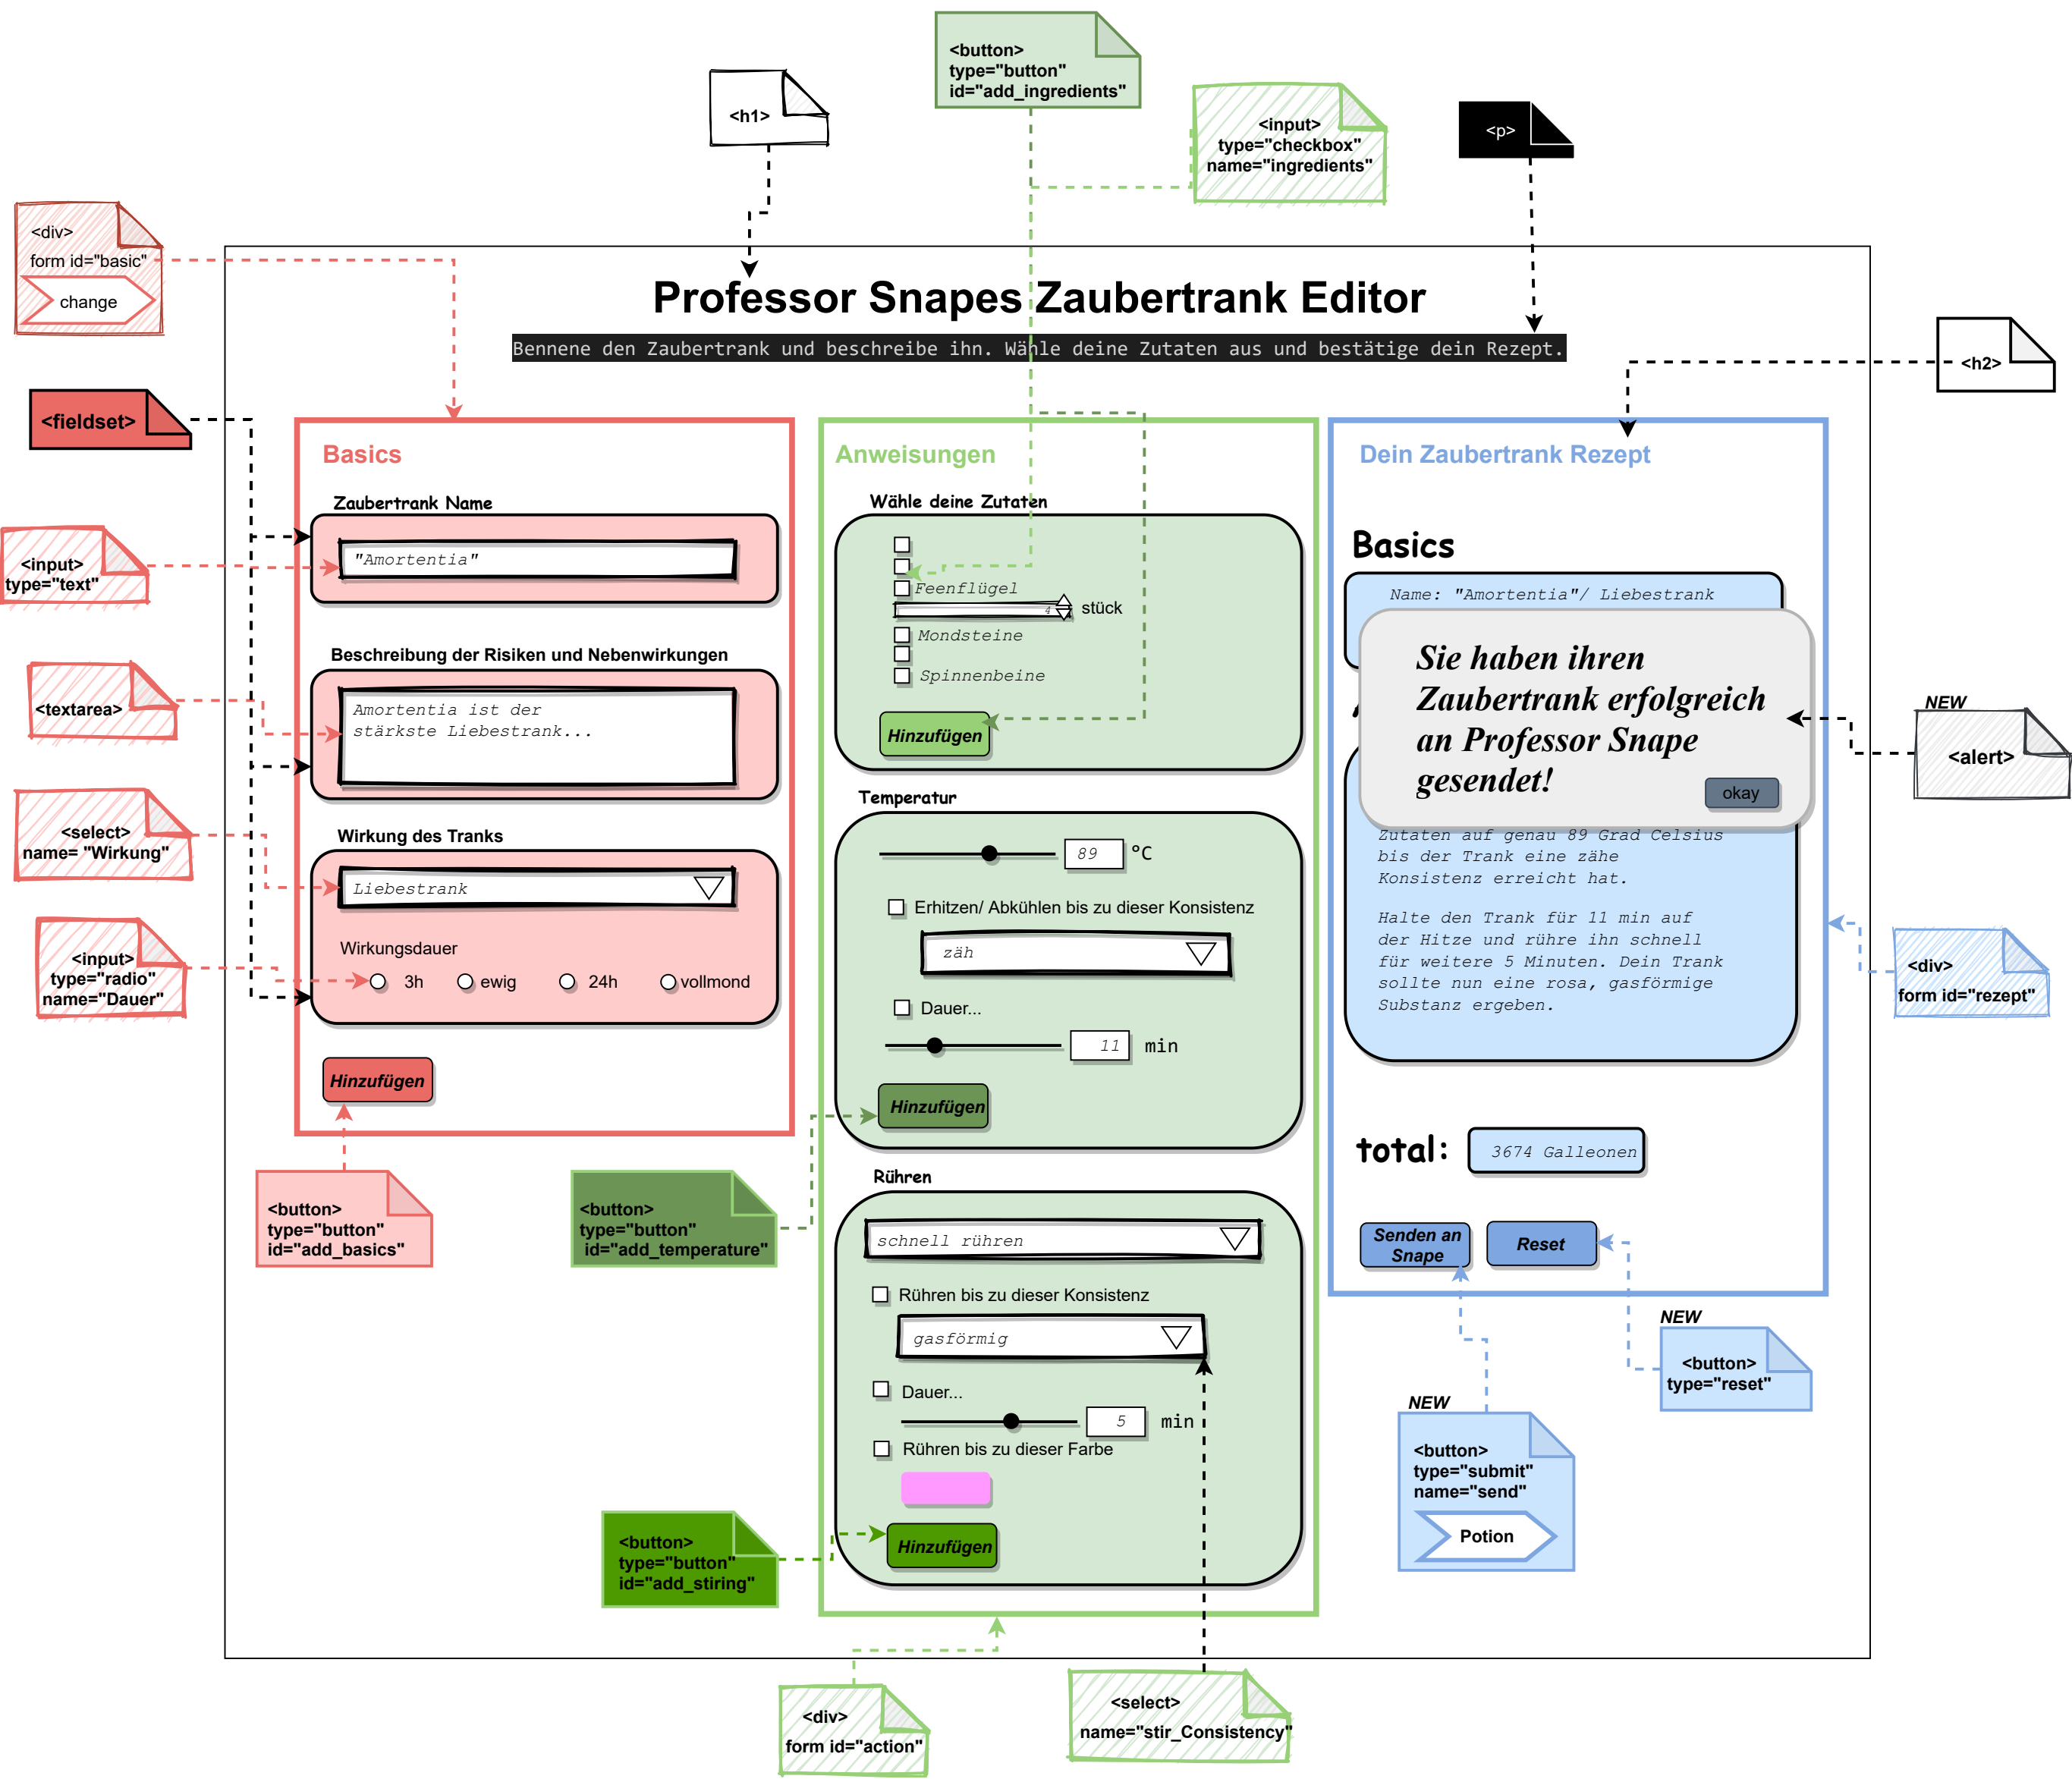 <button>
type="button"
id="add_ingredients"
<h1>
<input>
type="checkbox"
name="ingredients"
<p>
<div>
form id="basic"
change
Professor Snapes Zaubertrank Editor
Bennene den Zaubertrank und beschreibe ihn. Wähle deine Zutaten aus und bestätige dein Rezept.
<h2>
<fieldset>
<input>
type="text"
<textarea>
<select>
name= "Wirkung"
<input>
type="radio"
name="Dauer"
Basics
Zaubertrank Name
"Amortentia"
Beschreibung der Risiken und Nebenwirkungen
Amortentia ist der
stärkste Liebestrank...
Wirkung des Tranks
Liebestrank
Wirkungsdauer
3h
ewig
24h
vollmond
Hinzufügen
<button>
type="button"
id="add_basics"
Anweisungen
Wähle deine Zutaten
Feenflügel
4
stück
Mondsteine
Spinnenbeine
Hinzufügen
Temperatur
89
°C
Erhitzen/ Abkühlen bis zu dieser Konsistenz
zäh
Dauer...
11
min
Hinzufügen
<button>
type="button"
id="add_temperature"
Rühren
schnell rühren
Rühren bis zu dieser Konsistenz
gasförmig
Dauer...
5
min
Rühren bis zu dieser Farbe
Hinzufügen
<button>
type="button"
id="add_stiring"
<div>
form id="action"
<select>
name="stir_Consistency"
Dein Zaubertrank Rezept
Basics
Name: "Amortentia"/ Liebestrank
Sie haben ihren
Zaubertrank erfolgreich
an Professor Snape
gesendet!
okay
NEW
<alert>
Zutaten auf genau 89 Grad Celsius
bis der Trank eine zähe
Konsistenz erreicht hat.
Halte den Trank für 11 min auf
der Hitze und rühre ihn schnell
für weitere 5 Minuten. Dein Trank
sollte nun eine rosa, gasförmige
Substanz ergeben.
<div>
form id="rezept"
total:
3674 Galleonen
Senden an
Snape
Reset
NEW
<button>
type="reset"
NEW
<button>
type="submit"
name="send"
Potion